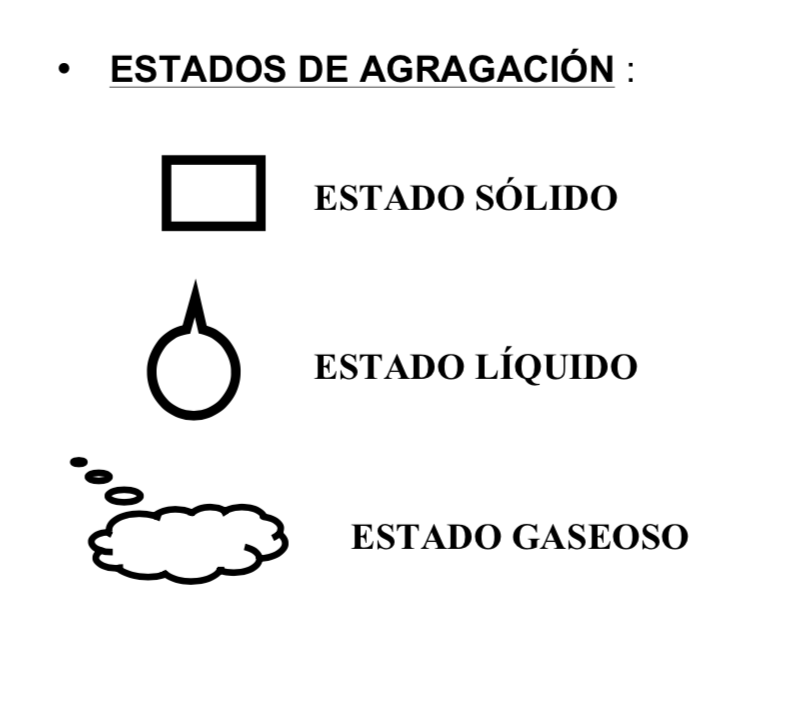 • ESTADOS DE AGRAGACIÓN :
ESTADO SÓLIDO
ESTADO LÍQUIDO
ESTADO GASEOSO